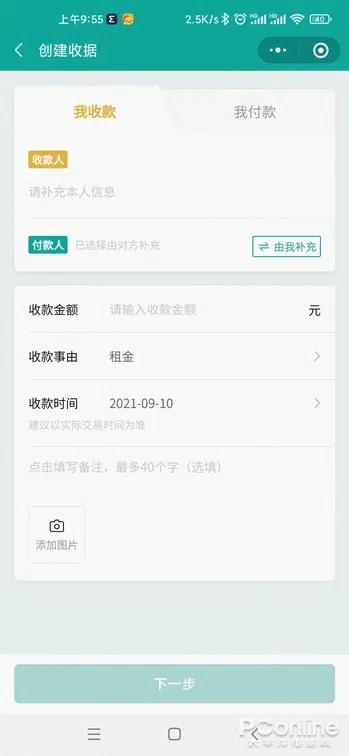 上午9:55
2.5K/s
40
创建收据
我收款
我付款
收款人
请补充本人信息
付款人 已选择由对方补充
由我补充
收款金额 请输入收款金额 元
收款事由 租金
收款时间 2021-09-10
建议以实际交易时间为准
点击填写备注，最多40个字（选填）
添加图片
下一步
PConline
太平洋电脑网